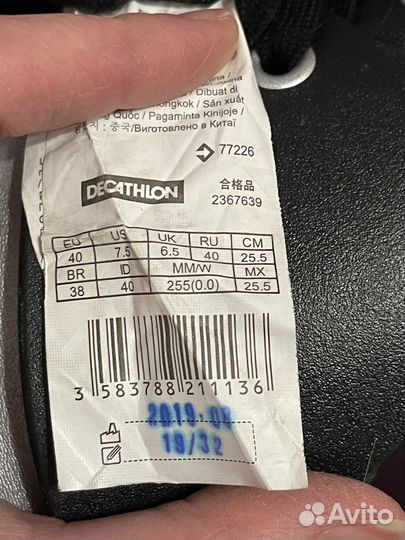 Dibuat di
/ Sản xuất
Quốc / Pagaminta Kinijoje /
: 중국/Виготовлено в Китаї
77226
DECATHLON
合格品
2367639
EU US UK RU CM
40 7.5 6.5 40 25.5
BR ID MM/W MX
38 40 255(0.0) 25.5
3 583788 211136
2019-08
19/32
Avito